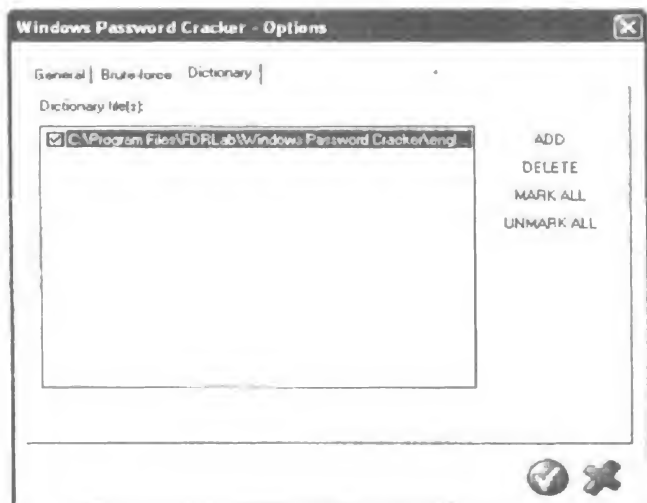 Windows Password Cracker - Options
General | Brute-force Dictionary |
Dictionary file(s):
C:\Program Files\FDRLab\Windows Password Cracker\engl...
ADD
DELETE
MARK ALL
UNMARK ALL